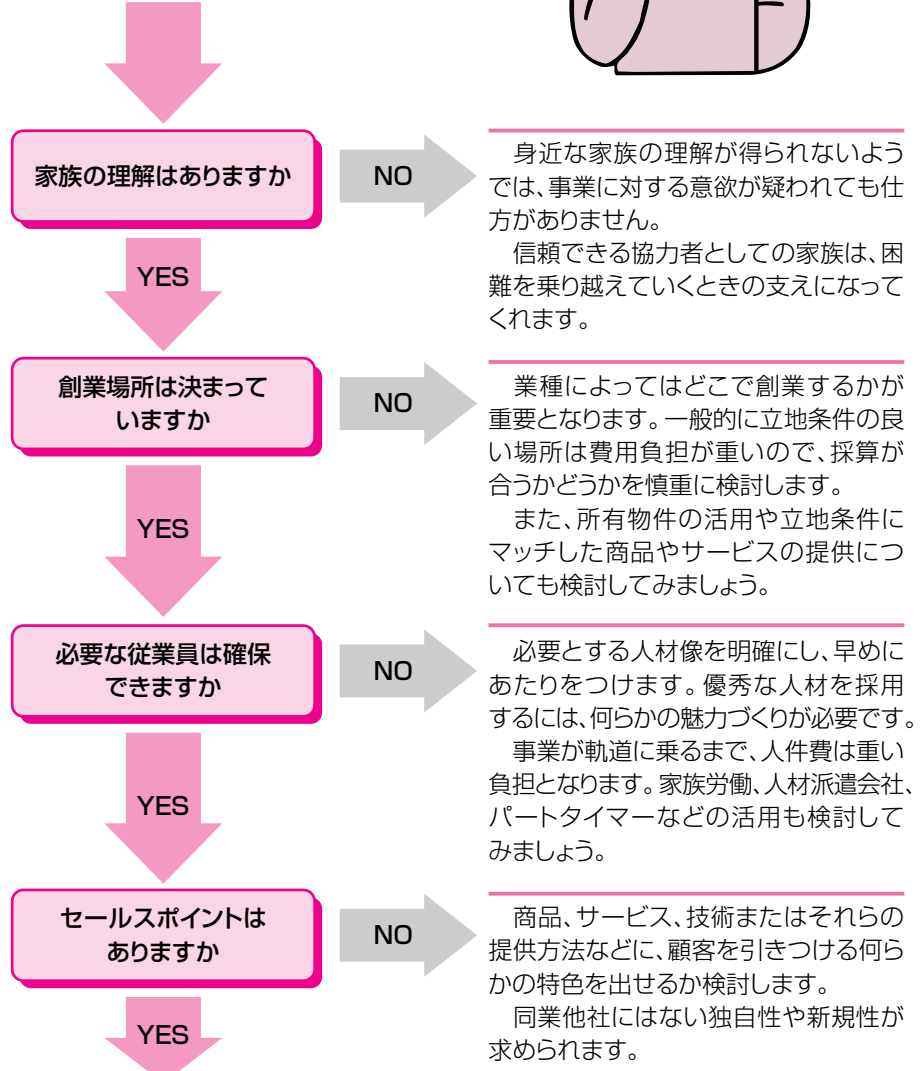 家族の理解はありますか
NO
身近な家族の理解が得られないよう
では、事業に対する意欲が疑われても仕
方がありません。
信頼できる協力者としての家族は、困
難を乗り越えていくときの支えになって
くれます。
YES
創業場所は決まって
いますか
NO
業種によってはどこで創業するかが
重要となります。一般的に立地条件の良
い場所は費用負担が重いので、採算が
合うかどうかを慎重に検討します。
また、所有物件の活用や立地条件に
マッチした商品やサービスの提供につ
いても検討してみましょう。
YES
必要な従業員は確保
できますか
NO
必要とする人材像を明確にし、早めに
あたりをつけます。優秀な人材を採用
するには、何らかの魅力づくりが必要です。
事業が軌道に乗るまで、人件費は重い
負担となります。家族労働、人材派遣会社、
パートタイマーなどの活用も検討して
みましょう。
YES
セールスポイントは
ありますか
NO
商品、サービス、技術またはそれらの
提供方法などに、顧客を引きつける何ら
かの特色を出せるか検討します。
同業他社にはない独自性や新規性が
求められます。
YES